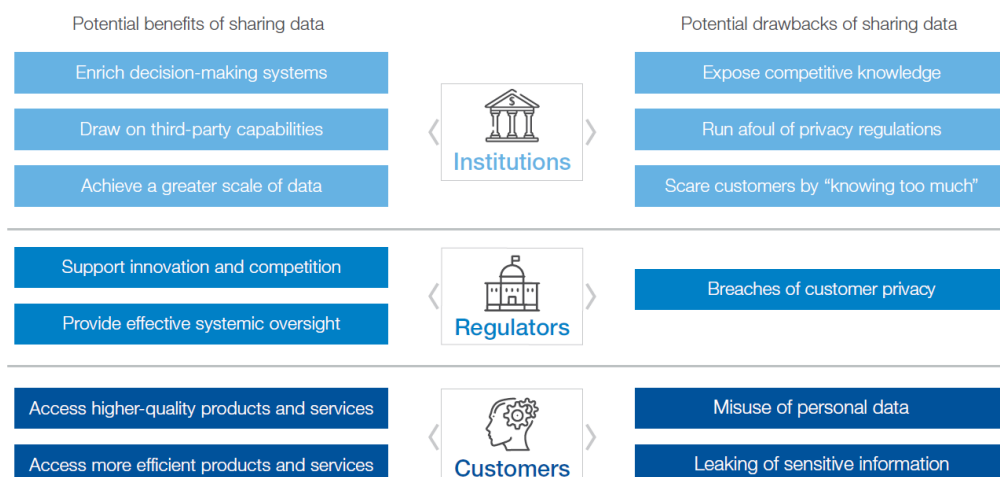 Potential benefits of sharing data
Potential drawbacks of sharing data
Enrich decision-making systems
Draw on third-party capabilities
Achieve a greater scale of data
$
Institutions
Expose competitive knowledge
Run afoul of privacy regulations
Scare customers by “knowing too much”
Support innovation and competition
Provide effective systemic oversight
Regulators
Breaches of customer privacy
Access higher-quality products and services
Access more efficient products and services
Customers
Misuse of personal data
Leaking of sensitive information